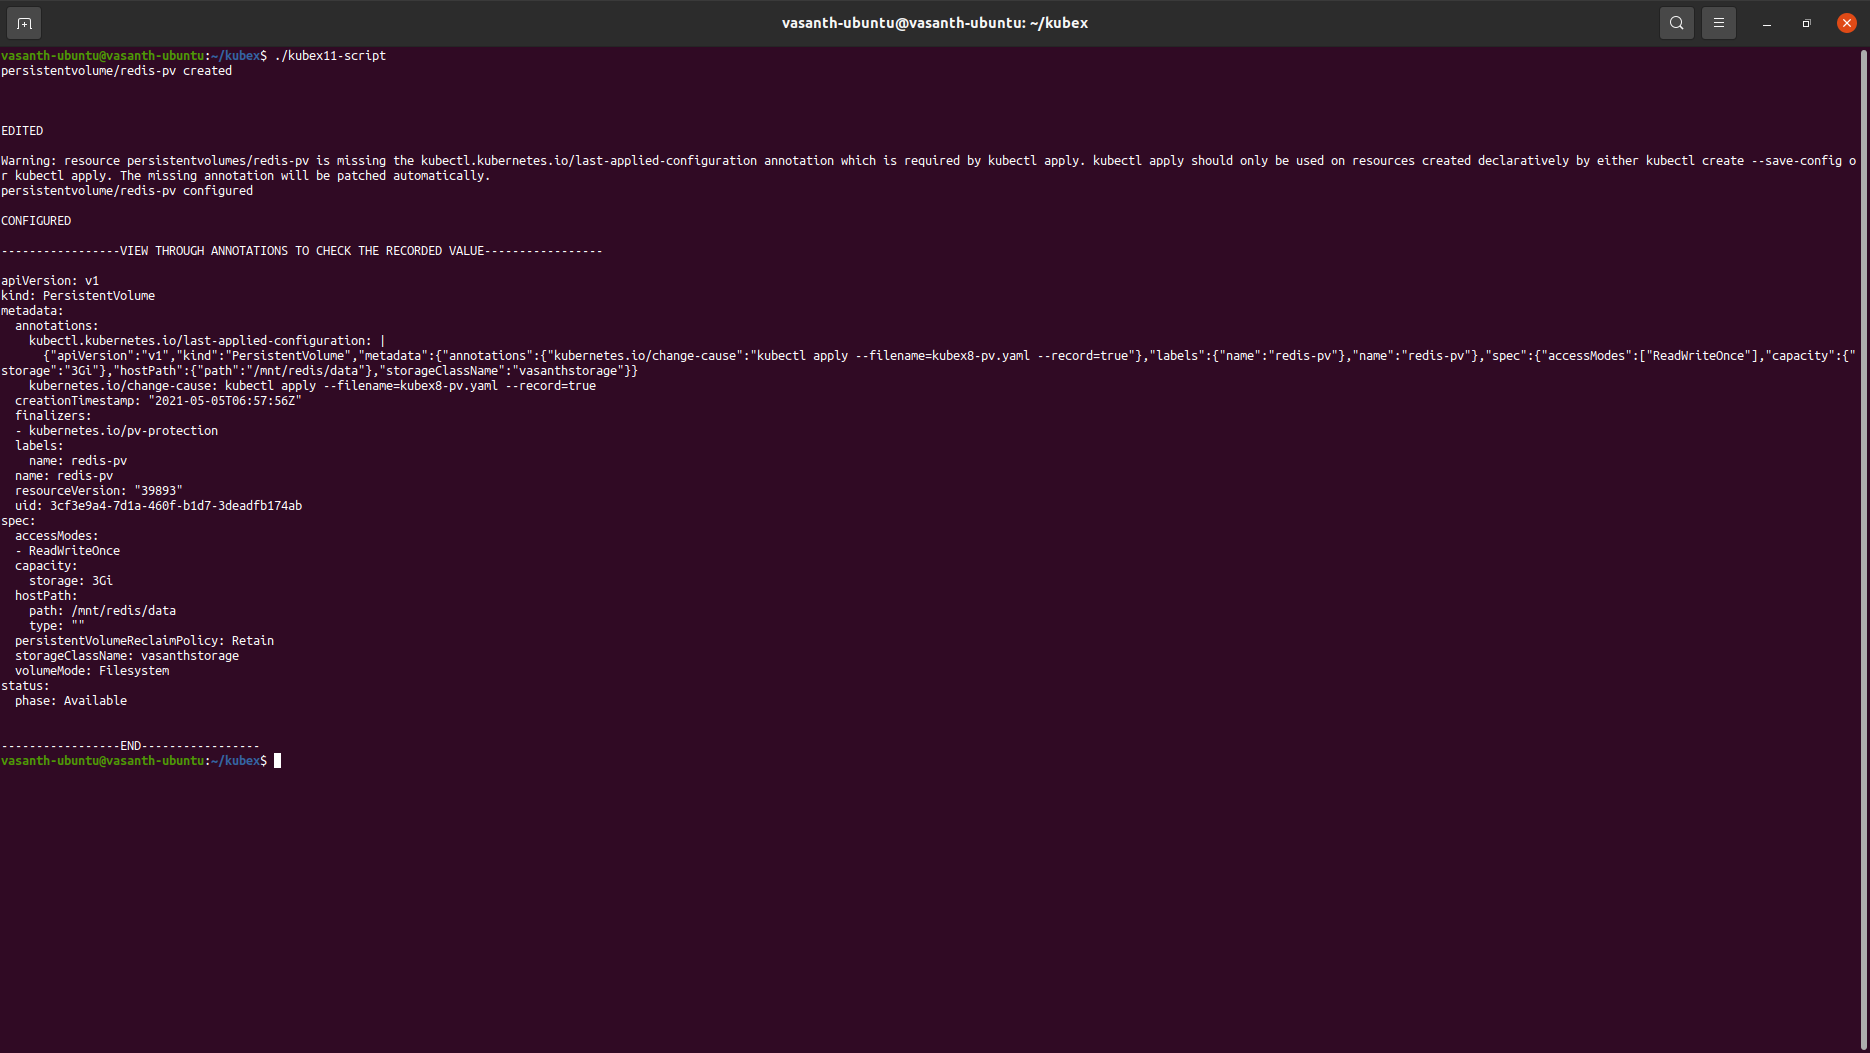 vasanth-ubuntu@vasanth-ubuntu: ~/kubex
vasanth-ubuntu@vasanth-ubuntu:~/kubex$ ./kubex11-script
persistentvolume/redis-pv created
EDITED
Warning: resource persistentvolumes/redis-pv is missing the kubectl.kubernetes.io/last-applied-configuration annotation which is required by kubectl apply. kubectl apply should only be used on resources created declaratively by either kubectl create --save-config o
r kubectl apply. The missing annotation will be patched automatically.
persistentvolume/redis-pv configured
CONFIGURED
-----------------VIEW THROUGH ANNOTATIONS TO CHECK THE RECORDED VALUE-----------------
apiVersion: v1
kind: PersistentVolume
metadata:
  annotations:
    kubectl.kubernetes.io/last-applied-configuration: |
      {"apiVersion":"v1","kind":"PersistentVolume","metadata":{"annotations":{"kubernetes.io/change-cause":"kubectl apply --filename=kubex8-pv.yaml --record=true"},"labels":{"name":"redis-pv"},"name":"redis-pv"},"spec":{"accessModes":["ReadWriteOnce"],"capacity":{"
storage":"3Gi"},"hostPath":{"path":"/mnt/redis/data"},"storageClassName":"vasanthstorage"}}
    kubernetes.io/change-cause: kubectl apply --filename=kubex8-pv.yaml --record=true
  creationTimestamp: "2021-05-05T06:57:56Z"
  finalizers:
  - kubernetes.io/pv-protection
  labels:
    name: redis-pv
  name: redis-pv
  resourceVersion: "39893"
  uid: 3cf3e9a4-7d1a-460f-b1d7-3deadfb174ab
spec:
  accessModes:
  - ReadWriteOnce
  capacity:
    storage: 3Gi
  hostPath:
    path: /mnt/redis/data
    type: ""
  persistentVolumeReclaimPolicy: Retain
  storageClassName: vasanthstorage
  volumeMode: Filesystem
status:
  phase: Available
-----------------END-----------------
vasanth-ubuntu@vasanth-ubuntu:~/kubex$